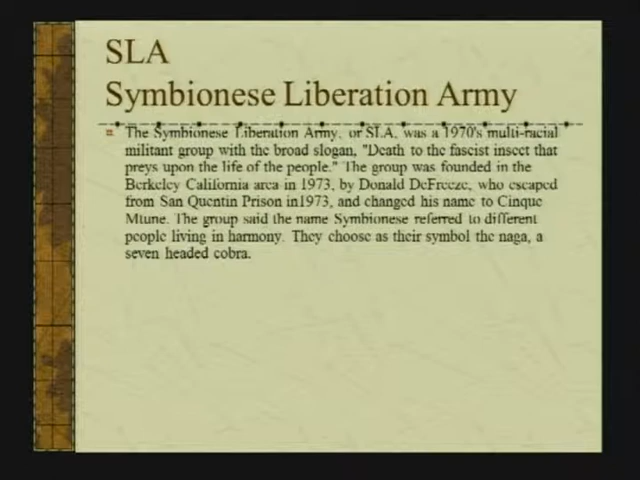 SLA
Symbionese Liberation Army
The Symbionese Liberation Army, or SLA, was a 1970's multi-racial
militant group with the broad slogan, "Death to the fascist insect that
preys upon the life of the people." The group was founded in the
Berkeley California area in 1973, by Donald DeFreeze, who escaped
from San Quentin Prison in1973, and changed his name to Cinque
Mtume. The group said the name Symbionese referred to different
people living in harmony. They choose as their symbol the naga, a
seven headed cobra.